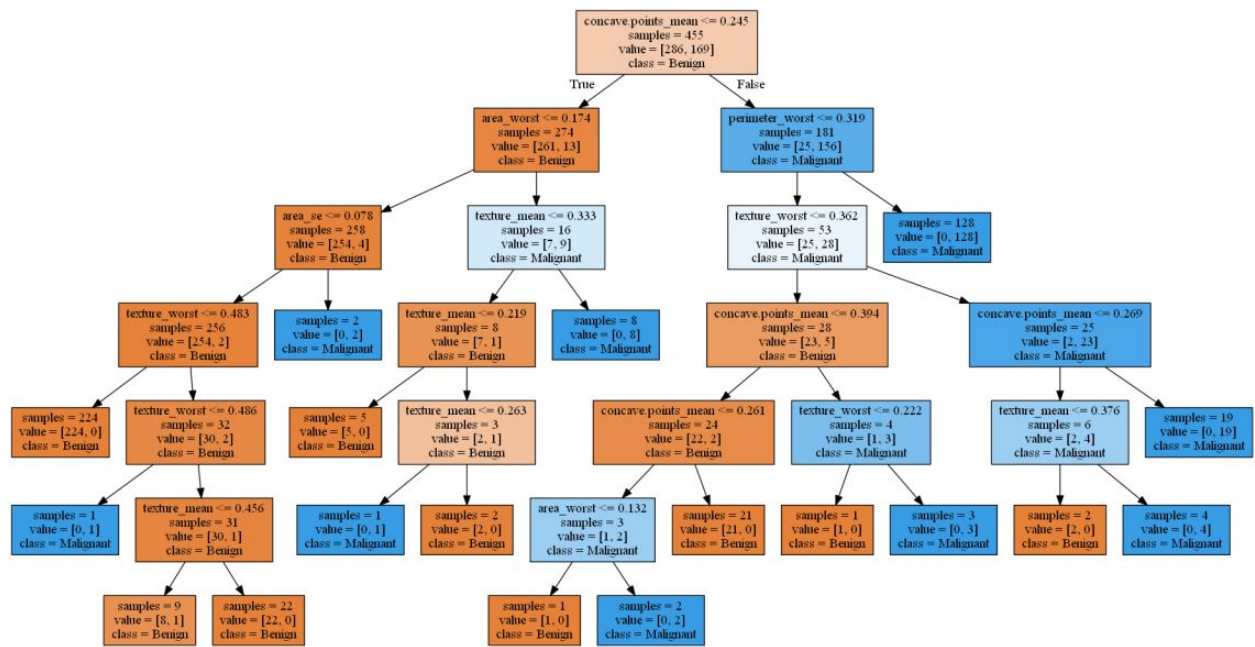 concave.points_mean <= 0.245
samples = 455
value = [286, 169]
class = Benign
True
False
area_worst <= 0.174
samples = 274
value = [261, 13]
class = Benign
perimeter_worst <= 0.319
samples = 181
value = [25, 156]
class = Malignant
area_se <= 0.078
samples = 258
value = [254, 4]
class = Benign
texture_mean <= 0.333
samples = 16
value = [7, 9]
class = Malignant
texture_worst <= 0.362
samples = 53
value = [25, 28]
class = Malignant
samples = 128
value = [0, 128]
class = Malignant
texture_worst <= 0.483
samples = 256
value = [254, 2]
class = Benign
samples = 2
value = [0, 2]
class = Malignant
texture_mean <= 0.219
samples = 8
value = [7, 1]
class = Benign
samples = 8
value = [0, 8]
class = Malignant
concave.points_mean <= 0.394
samples = 28
value = [23, 5]
class = Benign
concave.points_mean <= 0.269
samples = 25
value = [2, 23]
class = Malignant
samples = 224
value = [224, 0]
class = Benign
texture_worst <= 0.486
samples = 32
value = [30, 2]
class = Benign
samples = 5
value = [5, 0]
class = Benign
texture_mean <= 0.263
samples = 3
value = [2, 1]
class = Benign
concave.points_mean <= 0.261
samples = 24
value = [22, 2]
class = Benign
texture_worst <= 0.222
samples = 4
value = [1, 3]
class = Malignant
texture_mean <= 0.376
samples = 6
value = [2, 4]
class = Malignant
samples = 19
value = [0, 19]
class = Malignant
samples = 1
value = [0, 1]
class = Malignant
texture_mean <= 0.456
samples = 31
value = [30, 1]
class = Benign
samples = 1
value = [0, 1]
class = Malignant
samples = 2
value = [2, 0]
class = Benign
area_worst <= 0.132
samples = 3
value = [1, 2]
class = Malignant
samples = 21
value = [21, 0]
class = Benign
samples = 1
value = [1, 0]
class = Benign
samples = 3
value = [0, 3]
class = Malignant
samples = 2
value = [2, 0]
class = Benign
samples = 4
value = [0, 4]
class = Malignant
samples = 9
value = [8, 1]
class = Benign
samples = 22
value = [22, 0]
class = Benign
samples = 1
value = [1, 0]
class = Benign
samples = 2
value = [0, 2]
class = Malignant